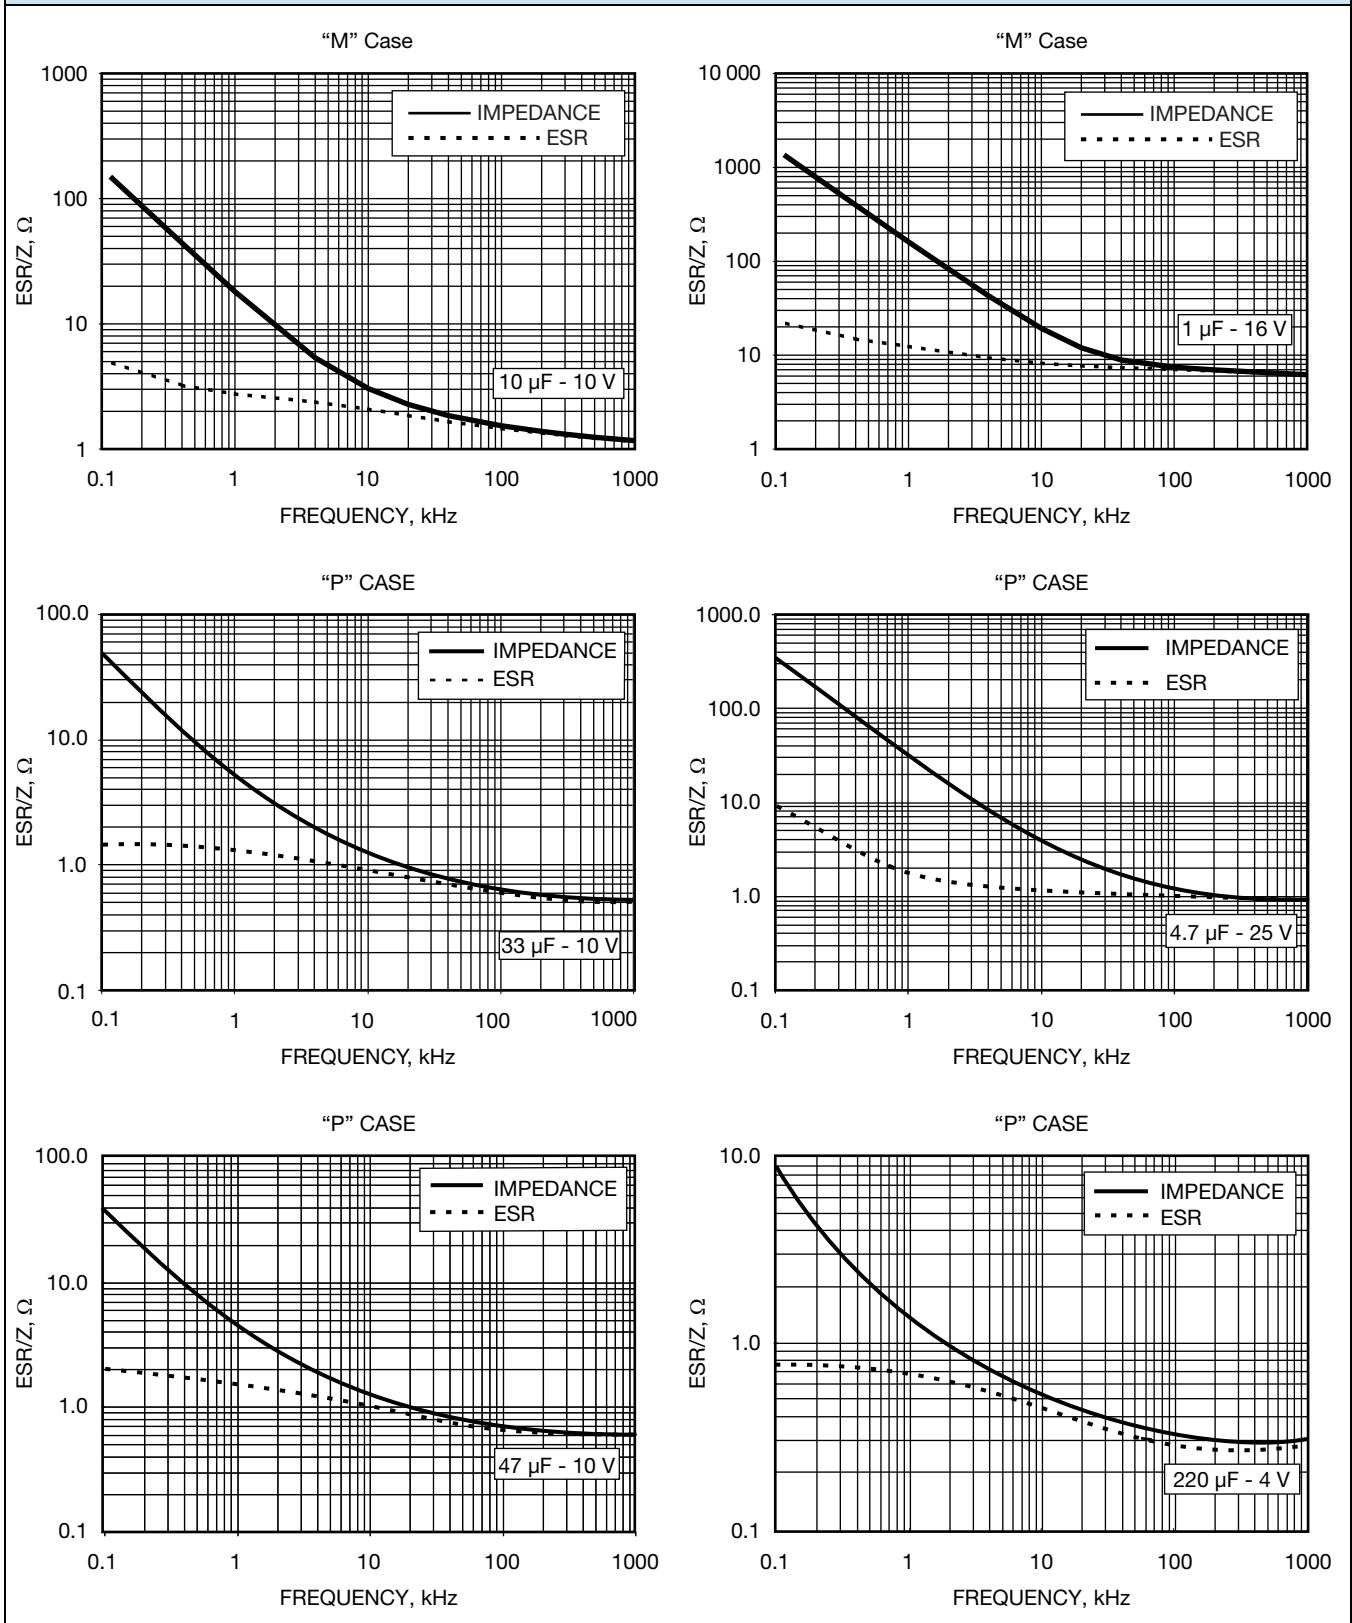 “M” Case
1000
100
10
1
ESR/Z, Ω
IMPEDANCE
ESR
10 µF - 10 V
0.1 1 10 100 1000
FREQUENCY, kHz
“M” Case
10 000
1000
100
10
1
ESR/Z, Ω
IMPEDANCE
ESR
1 µF - 16 V
0.1 1 10 100 1000
FREQUENCY, kHz
“P” CASE
100.0
10.0
1.0
0.1
ESR/Z, Ω
IMPEDANCE
ESR
33 µF - 10 V
0.1 1 10 100 1000
FREQUENCY, kHz
“P” CASE
1000.0
100.0
10.0
1.0
0.1
ESR/Z, Ω
IMPEDANCE
ESR
4.7 µF - 25 V
0.1 1 10 100 1000
FREQUENCY, kHz
“P” CASE
100.0
10.0
1.0
0.1
ESR/Z, Ω
IMPEDANCE
ESR
47 µF - 10 V
0.1 1 10 100 1000
FREQUENCY, kHz
“P” CASE
10.0
1.0
0.1
ESR/Z, Ω
IMPEDANCE
ESR
220 µF - 4 V
0.1 1 10 100 1000
FREQUENCY, kHz